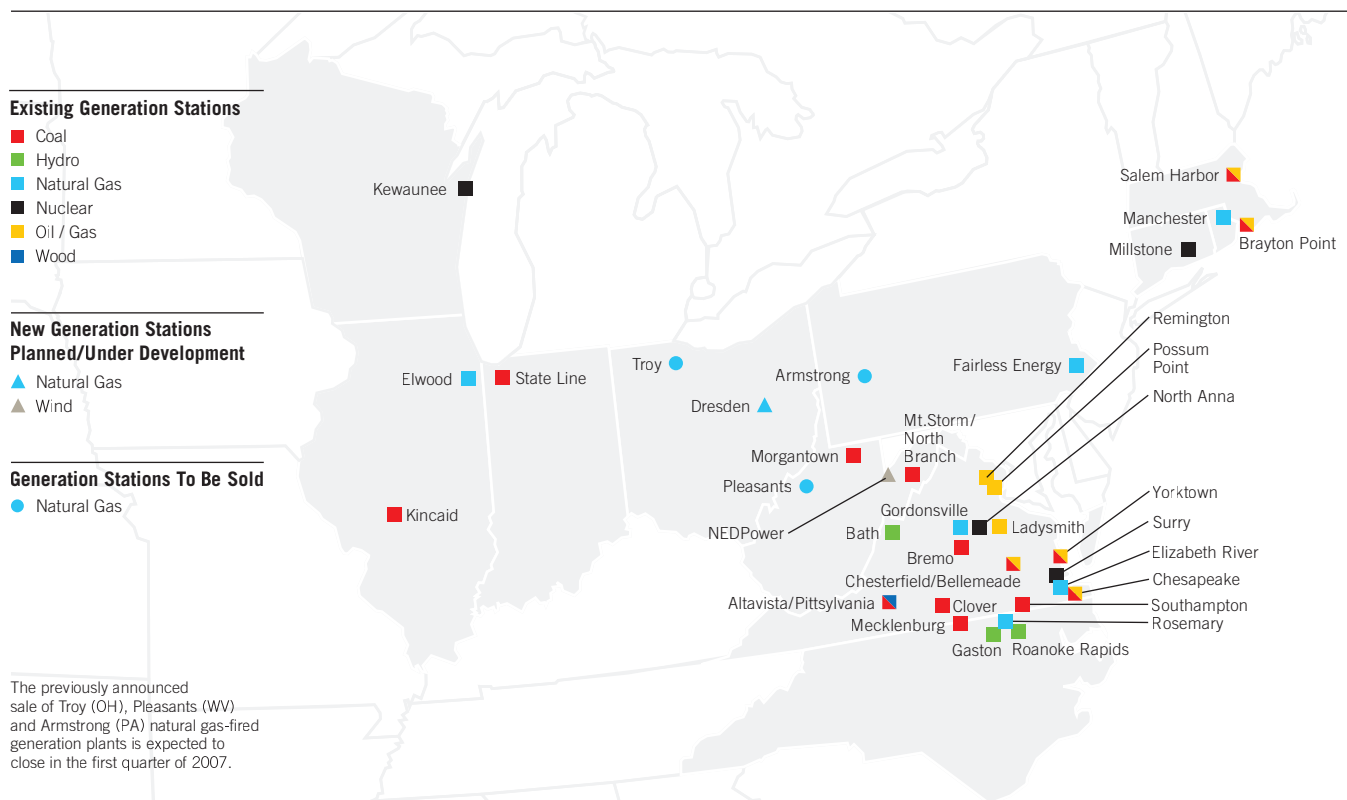 Existing Generation Stations
Coal
Hydro
Natural Gas
Nuclear
Oil / Gas
Wood
New Generation Stations
Planned/Under Development
Natural Gas
Wind
Generation Stations To Be Sold
Natural Gas
The previously announced
sale of Troy (OH), Pleasants (WV)
and Armstrong (PA) natural gas-fired
generation plants is expected to
close in the first quarter of 2007.
Kewaunee
Elwood
State Line
Kincaid
Troy
Dresden
Armstrong
Fairless Energy
Salem Harbor
Manchester
Brayton Point
Millstone
Remington
Possum
Point
North Anna
Mt.Storm/
North
Branch
Morgantown
Pleasants
NEDPower
Gordonsville
Bath
Ladysmith
Bremo
Chesterfield/Bellemeade
Yorktown
Surry
Elizabeth River
Chesapeake
Southampton
Rosemary
Altavista/Pittsylvania
Clover
Mecklenburg
Gaston
Roanoke Rapids